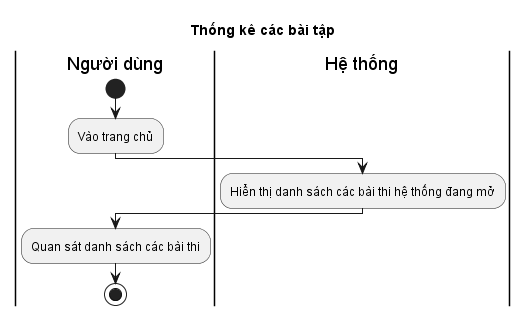 Thống kê các bài tập
Người dùng
Hệ thống
Vào trang chủ
Hiển thị danh sách các bài thi hệ thống đang mở
Quan sát danh sách các bài thi